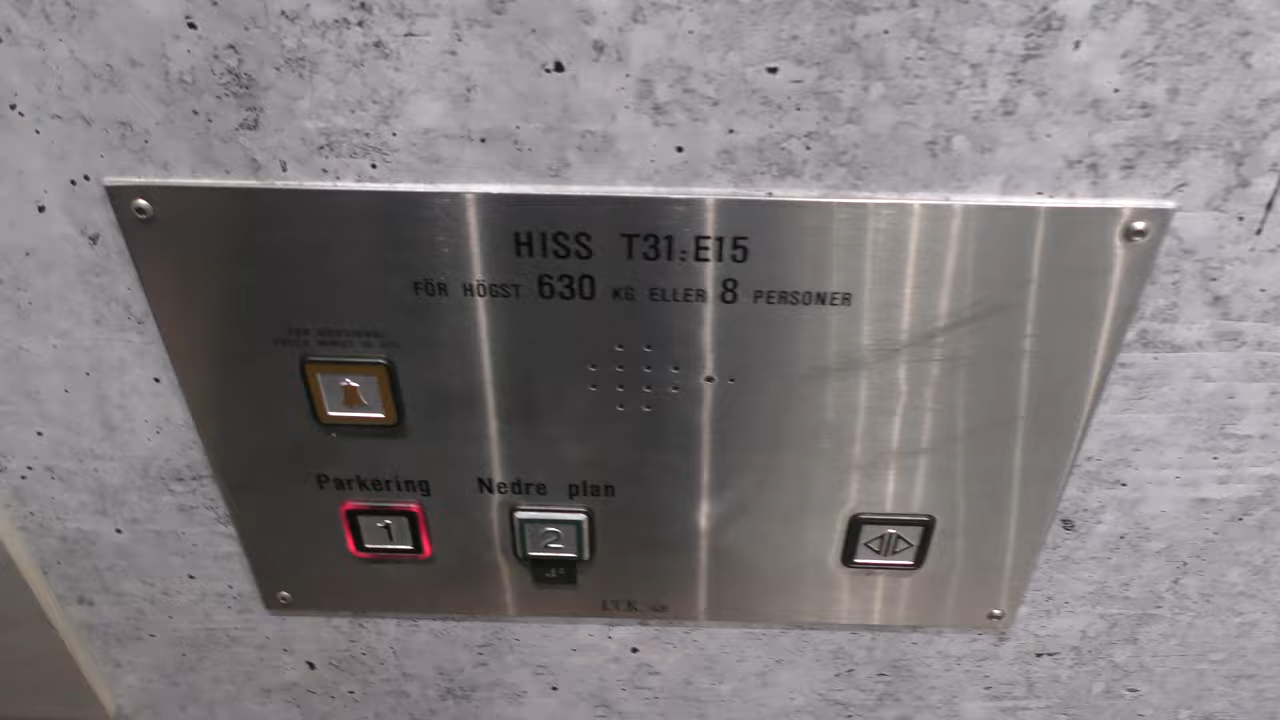 HISS T31:E15
FÖR HÖGST 630 KG ELLER 8 PERSONER
Parkering Nedre plan
1 2